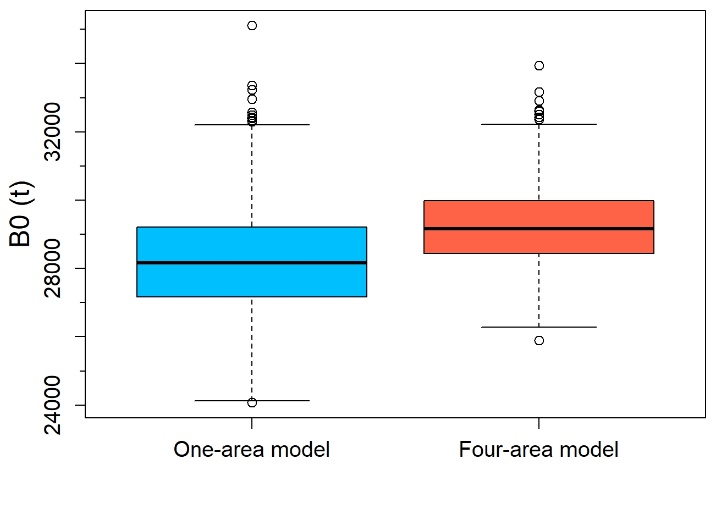 B0 (t)
32000
28000
24000
One-area model
Four-area model